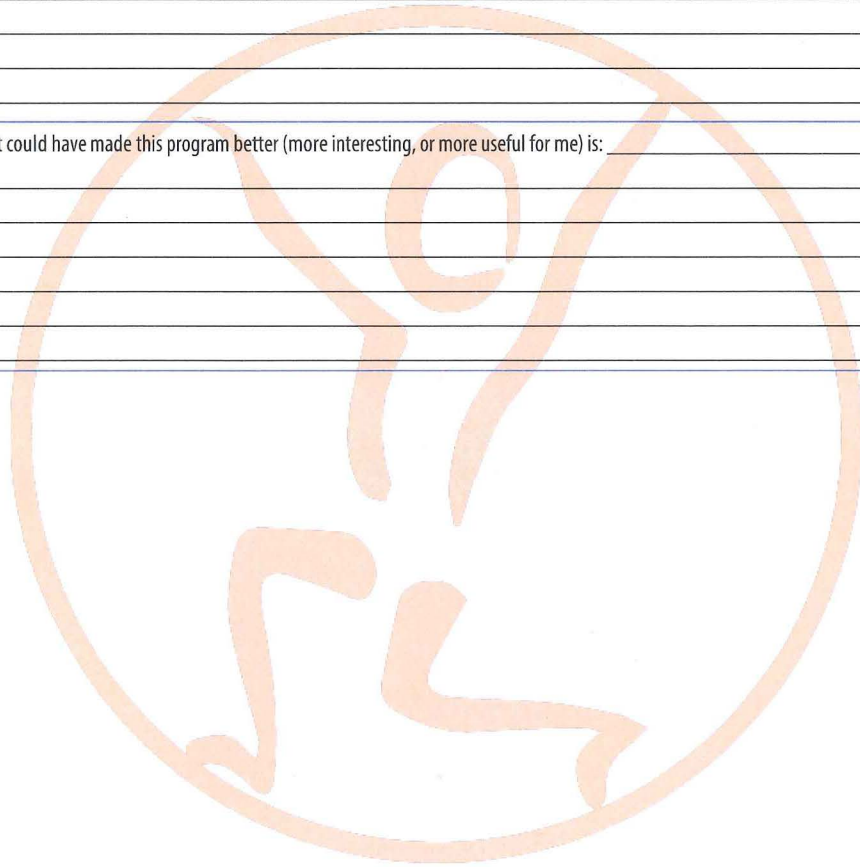 t could have made this program better (more interesting, or more useful for me) is: